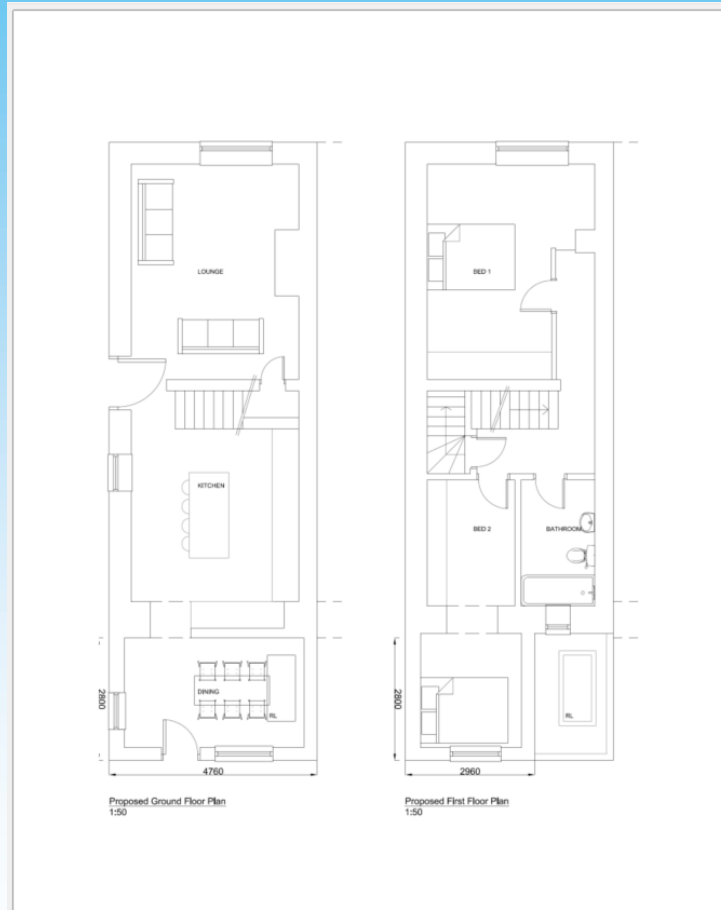 LOUNGE
BED 1
KITCHEN
BED 2
BATHROOM
DINING
RL
RL
2800
2800
4760
2960
Proposed Ground Floor Plan
1:50
Proposed First Floor Plan
1:50